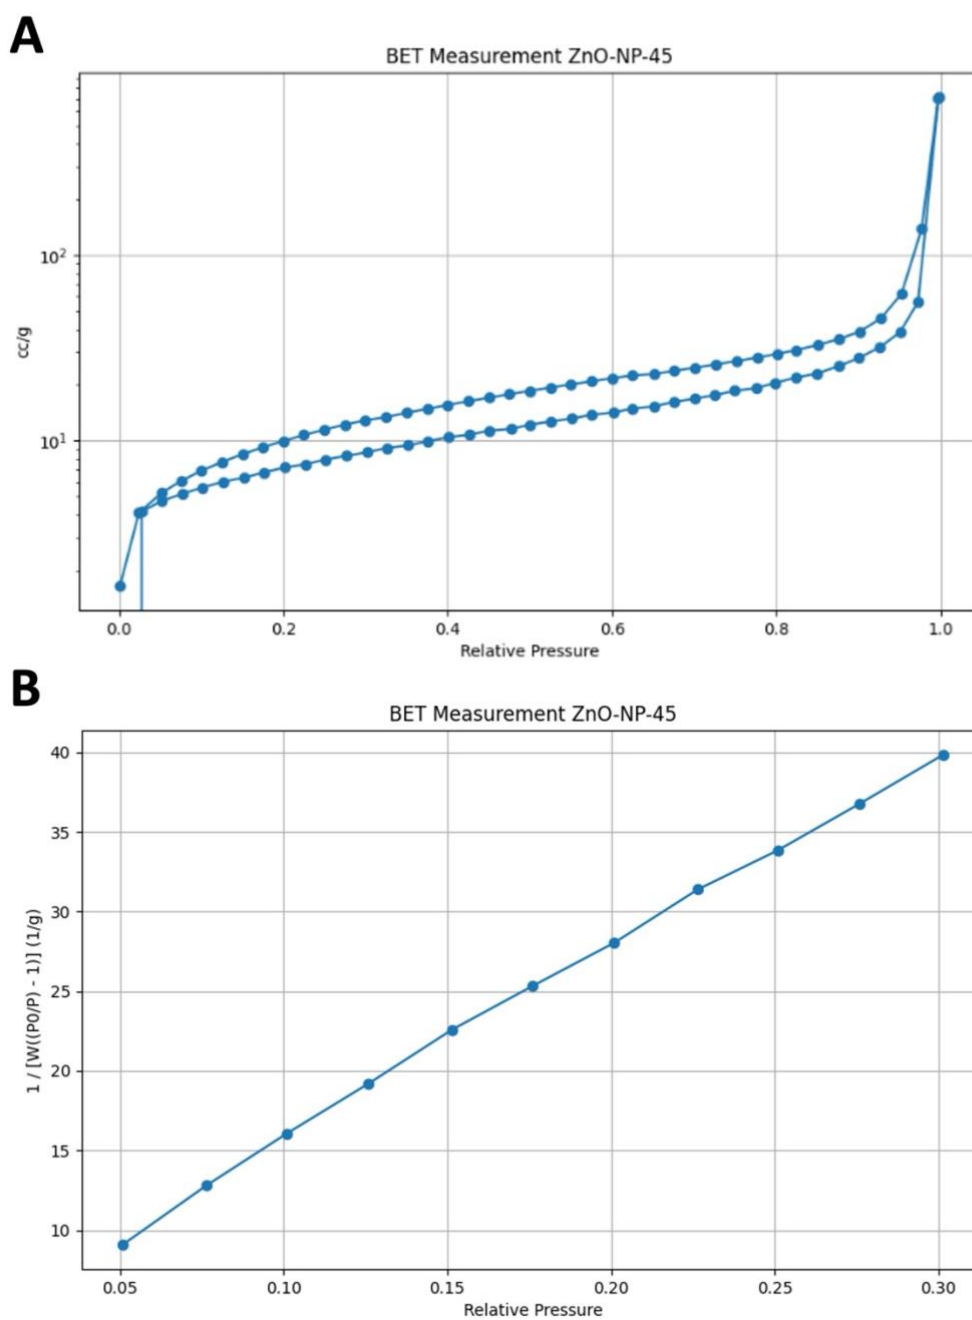 A
BET Measurement ZnO-NP-45
cc/g
10²
10¹
0.0 0.2 0.4 0.6 0.8 1.0
Relative Pressure
B
BET Measurement ZnO-NP-45
1 / [W((P0/P) - 1)] (1/g)
40
35
30
25
20
15
10
0.05 0.10 0.15 0.20 0.25 0.30
Relative Pressure